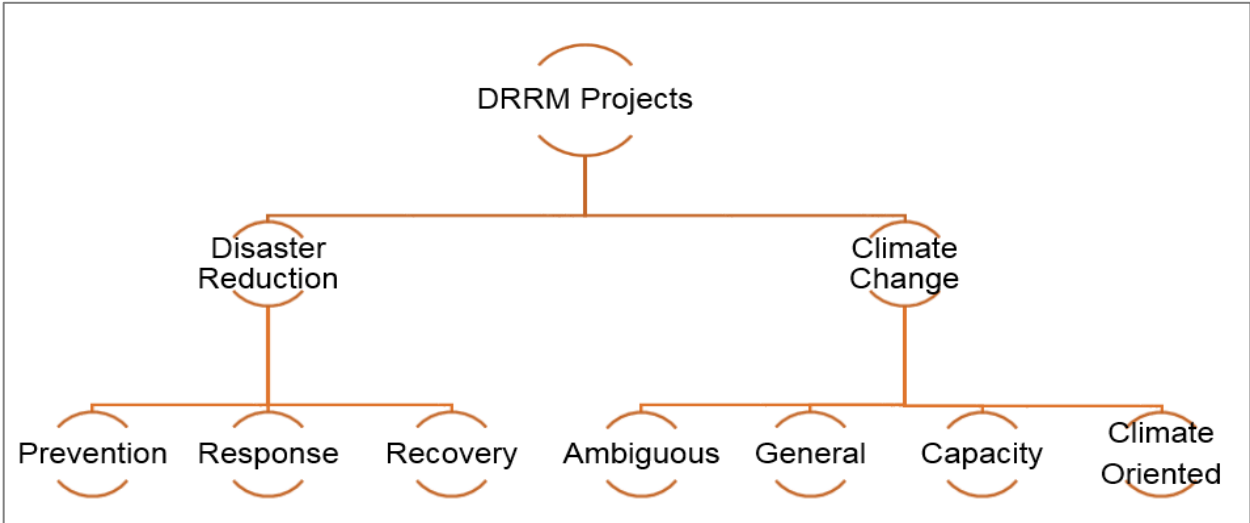 DRRM Projects
Disaster
Reduction
Climate
Change
Prevention
Response
Recovery
Ambiguous
General
Capacity
Climate
Oriented